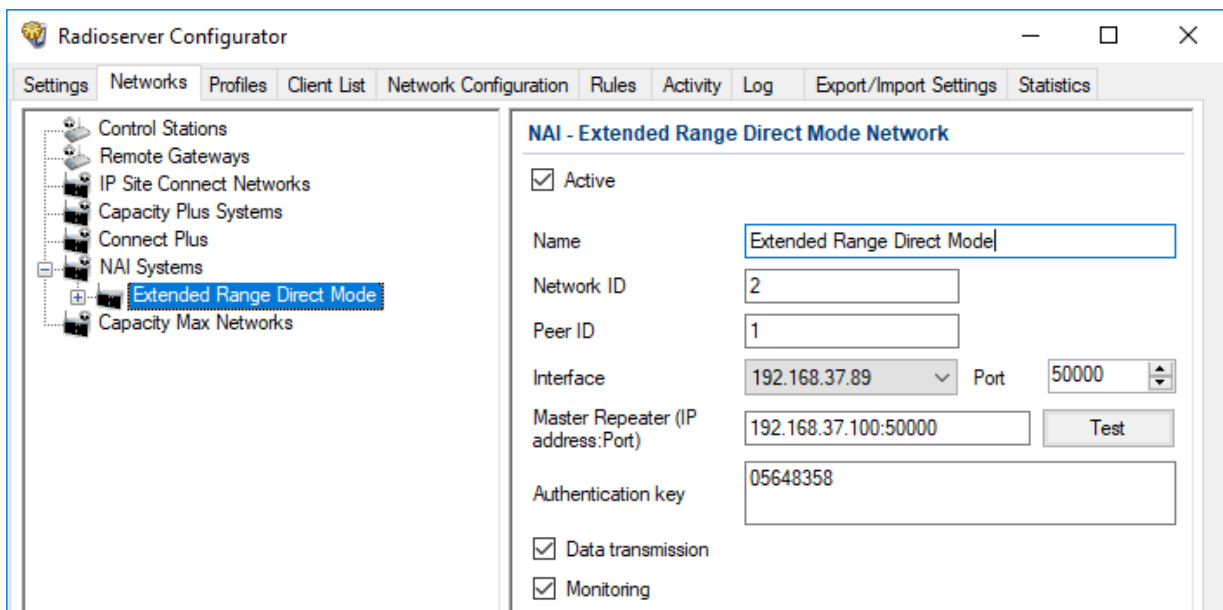 Radioserver Configurator
Settings Networks Profiles Client List Network Configuration Rules Activity Log Export/Import Settings Statistics
Control Stations
Remote Gateways
IP Site Connect Networks
Capacity Plus Systems
Connect Plus
NAI Systems
Extended Range Direct Mode
Capacity Max Networks
NAI - Extended Range Direct Mode Network
Active
Name Extended Range Direct Mode
Network ID 2
Peer ID 1
Interface 192.168.37.89 Port 50000
Master Repeater (IP
address:Port) 192.168.37.100:50000 Test
Authentication key 05648358
Data transmission
Monitoring